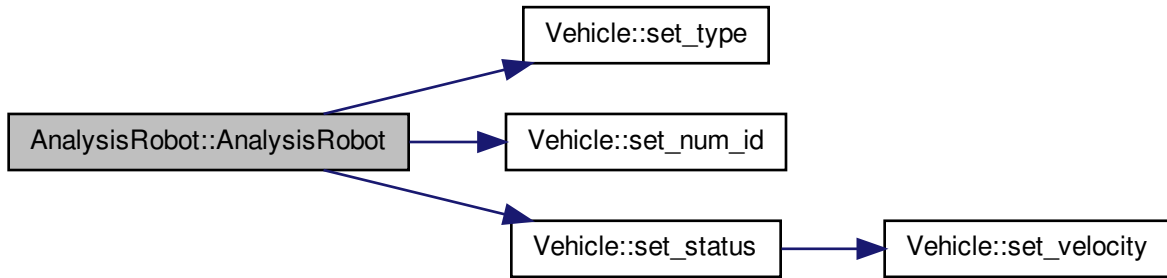 Vehicle::set_type
AnalysisRobot::AnalysisRobot
Vehicle::set_num_id
Vehicle::set_status
Vehicle::set_velocity